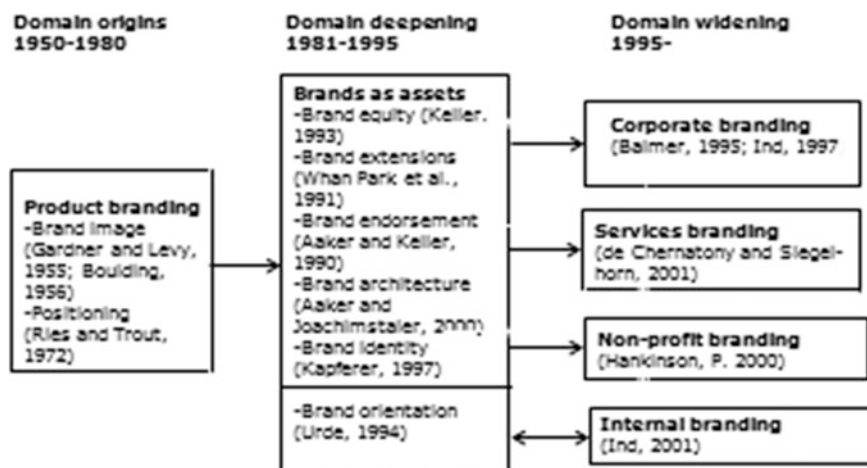 Domain origins
1950-1980
Domain deepening
1981-1995
Domain widening
1995-
Product branding
-Brand image
(Gardner and Levy,
1955; Boulding,
1956)
-Positioning
(Ries and Trout,
1972)
Brands as assets
-Brand equity (Keller.
1993)
-Brand extensions
(Whan Park et al.,
1991)
-Brand endorsement
(Aaker and Keller,
1990)
-Brand architecture
(Aaker and
Joachimstaler, 2000)
-Brand identity
(Kapferer, 1997)
-Brand orientation
(Urde, 1994)
Corporate branding
(Balmer, 1995; Ind, 1997
Services branding
(de Chernatony and Slegel-
horn, 2001)
Non-profit branding
(Hankinson, P. 2000)
Internal branding
(Ind, 2001)